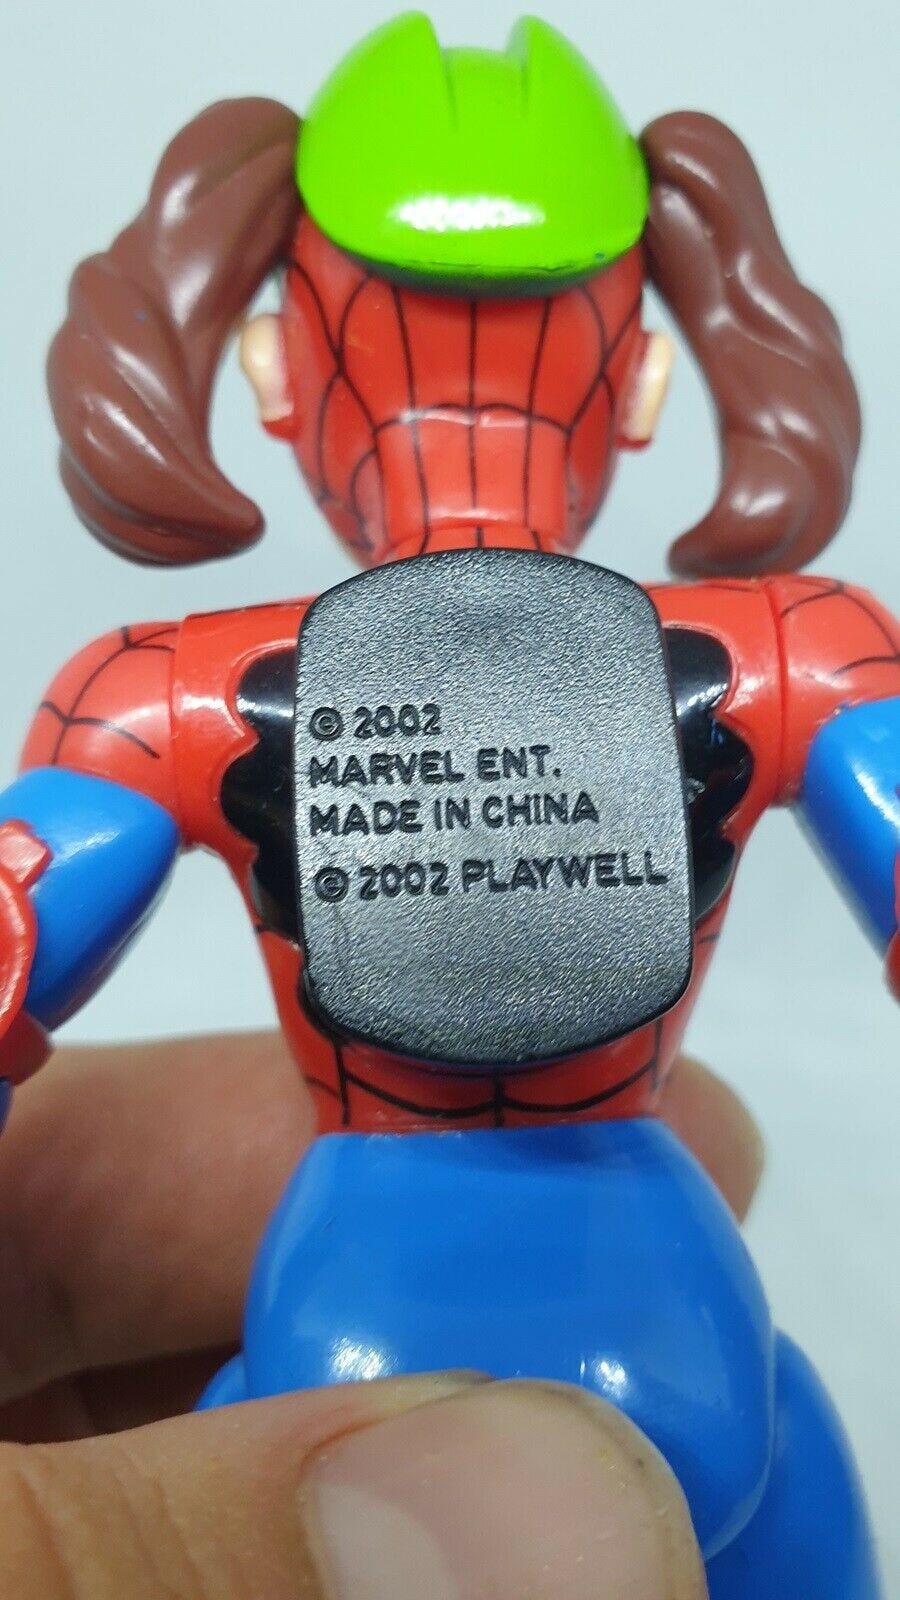 © 2002
MARVEL ENT.
MADE IN CHINA
© 2002 PLAYWELL